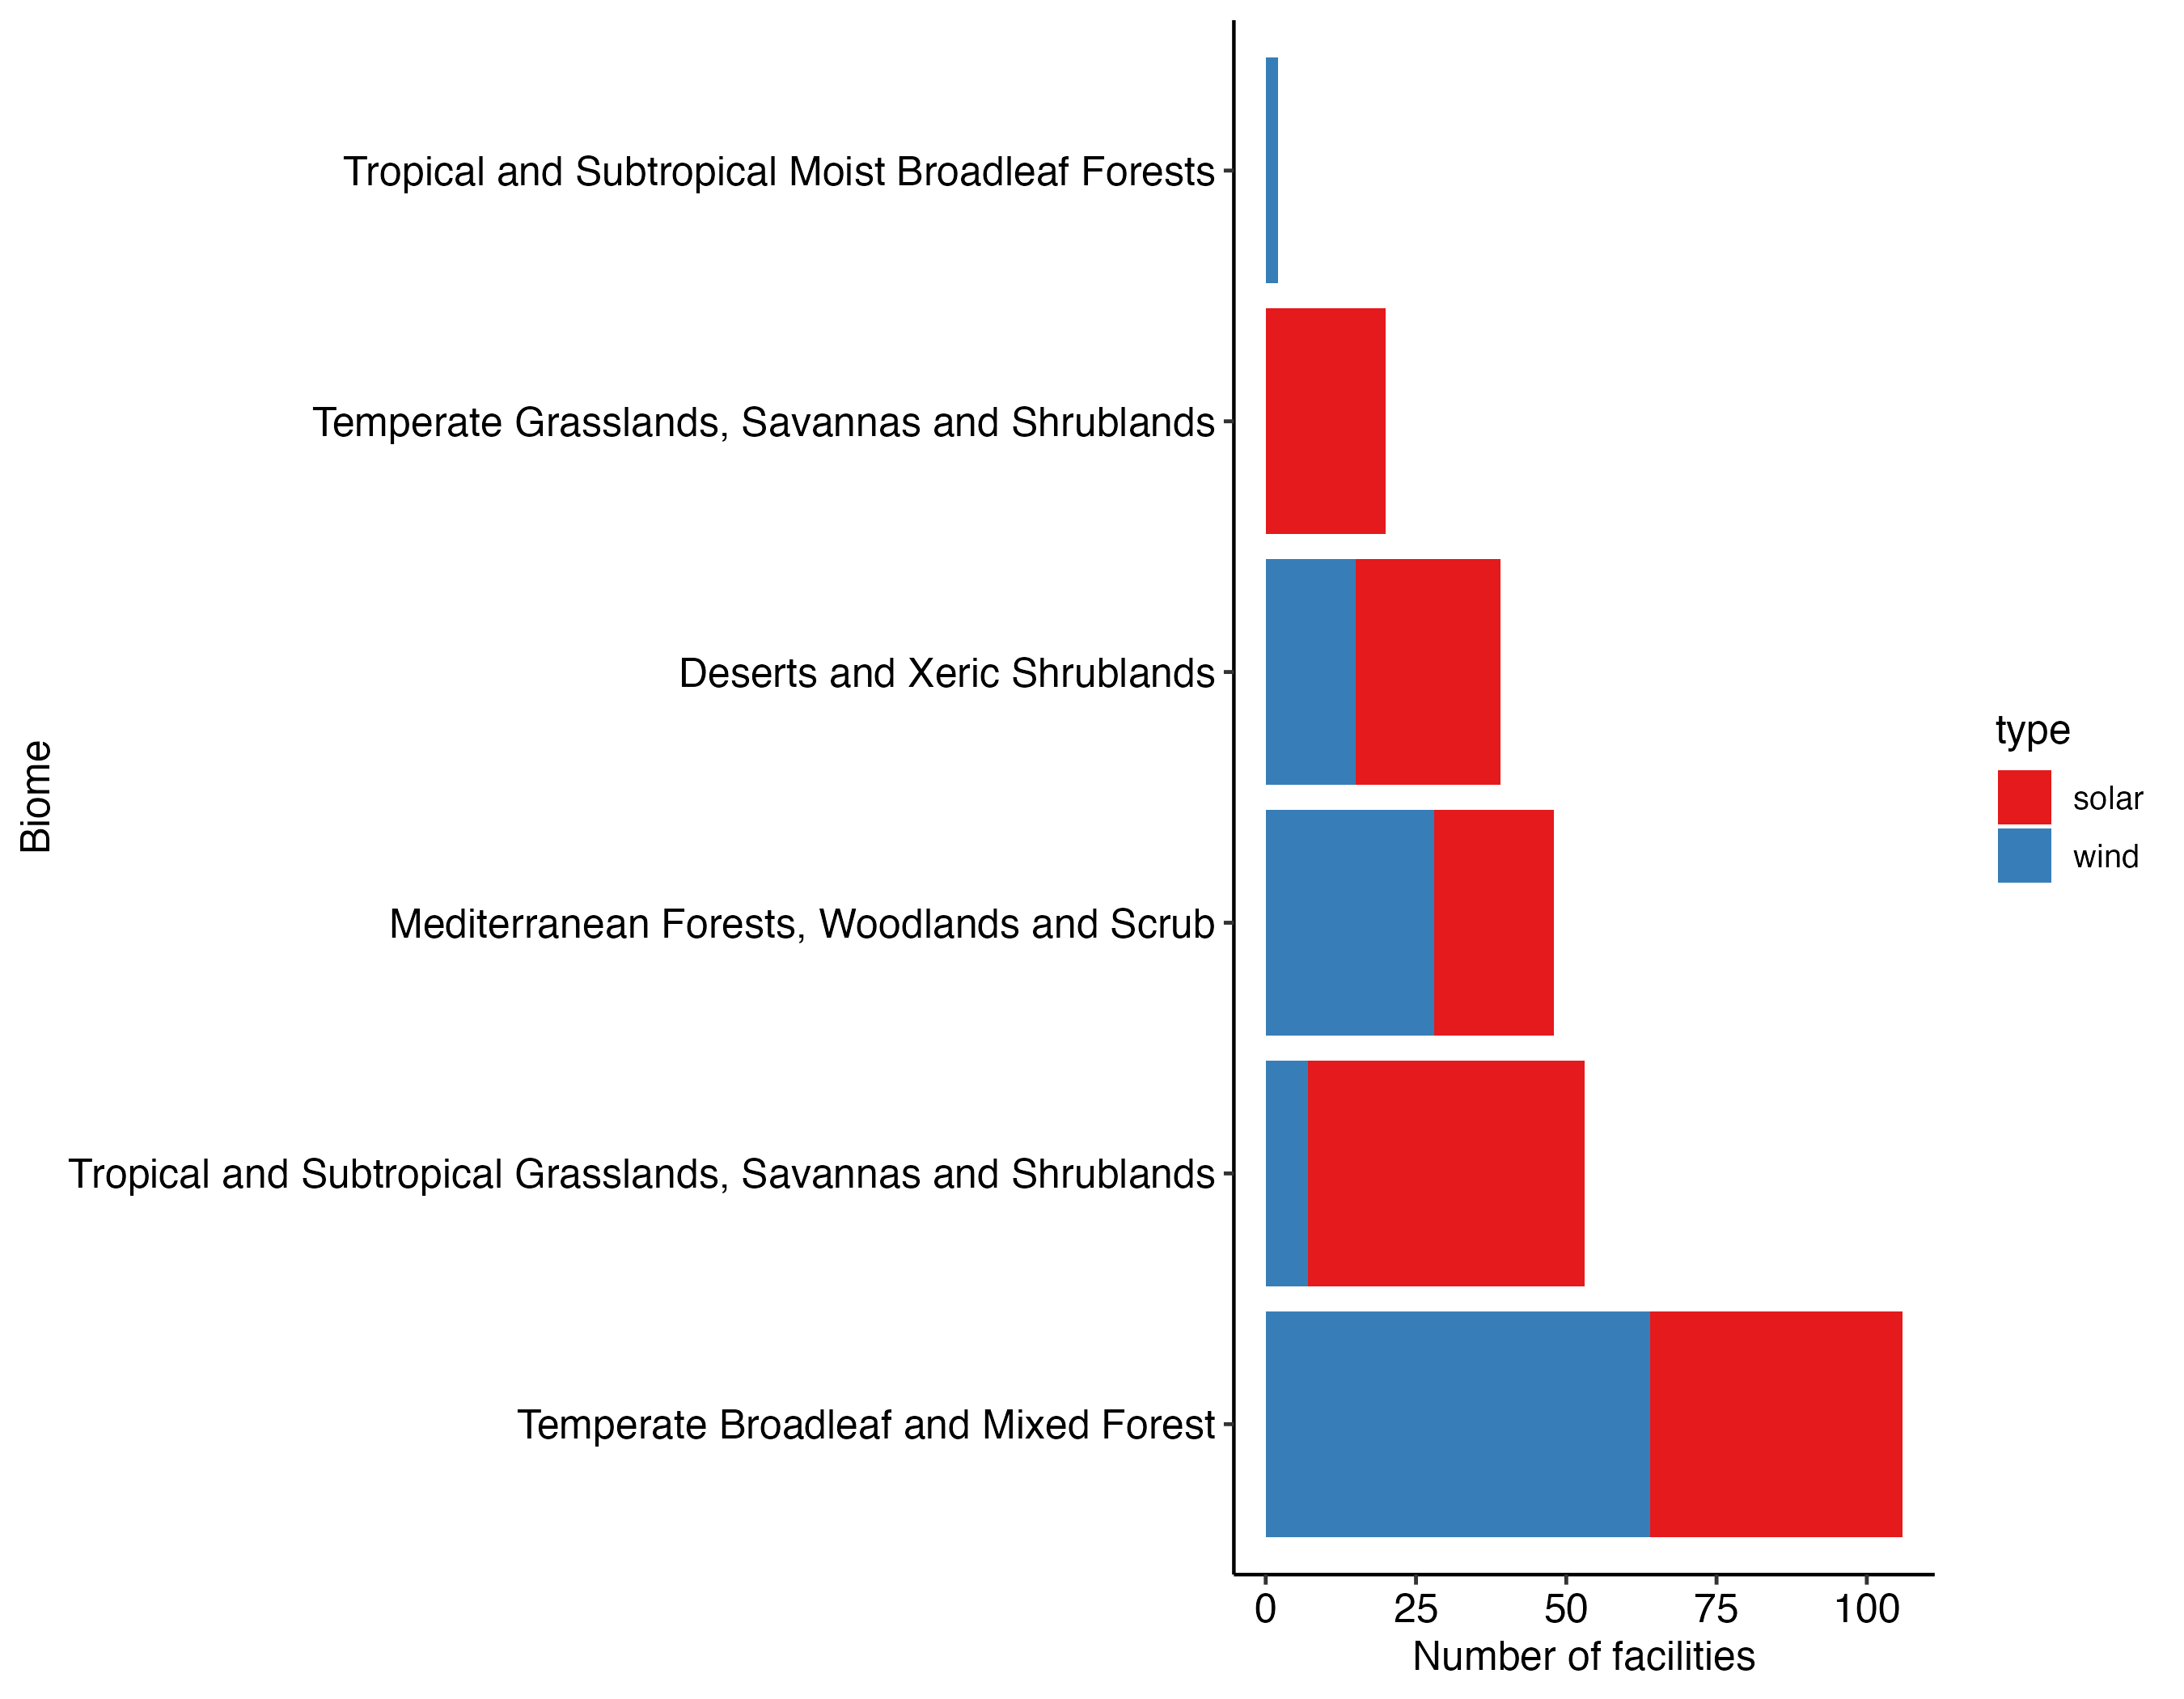 Tropical and Subtropical Moist Broadleaf Forests
Temperate Grasslands, Savannas and Shrublands
Deserts and Xeric Shrublands
Mediterranean Forests, Woodlands and Scrub
Tropical and Subtropical Grasslands, Savannas and Shrublands
Temperate Broadleaf and Mixed Forest
Biome
0 25 50 75 100
Number of facilities
type
solar
wind